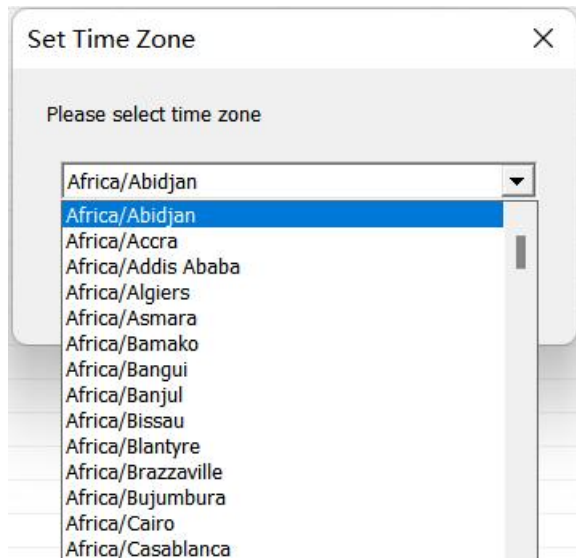 Set Time Zone
Please select time zone
Africa/Abidjan
Africa/Abidjan
Africa/Accra
Africa/Addis Ababa
Africa/Algiers
Africa/Asmara
Africa/Bamako
Africa/Bangui
Africa/Banjul
Africa/Bissau
Africa/Blantyre
Africa/Brazzaville
Africa/Bujumbura
Africa/Cairo
Africa/Casablanca